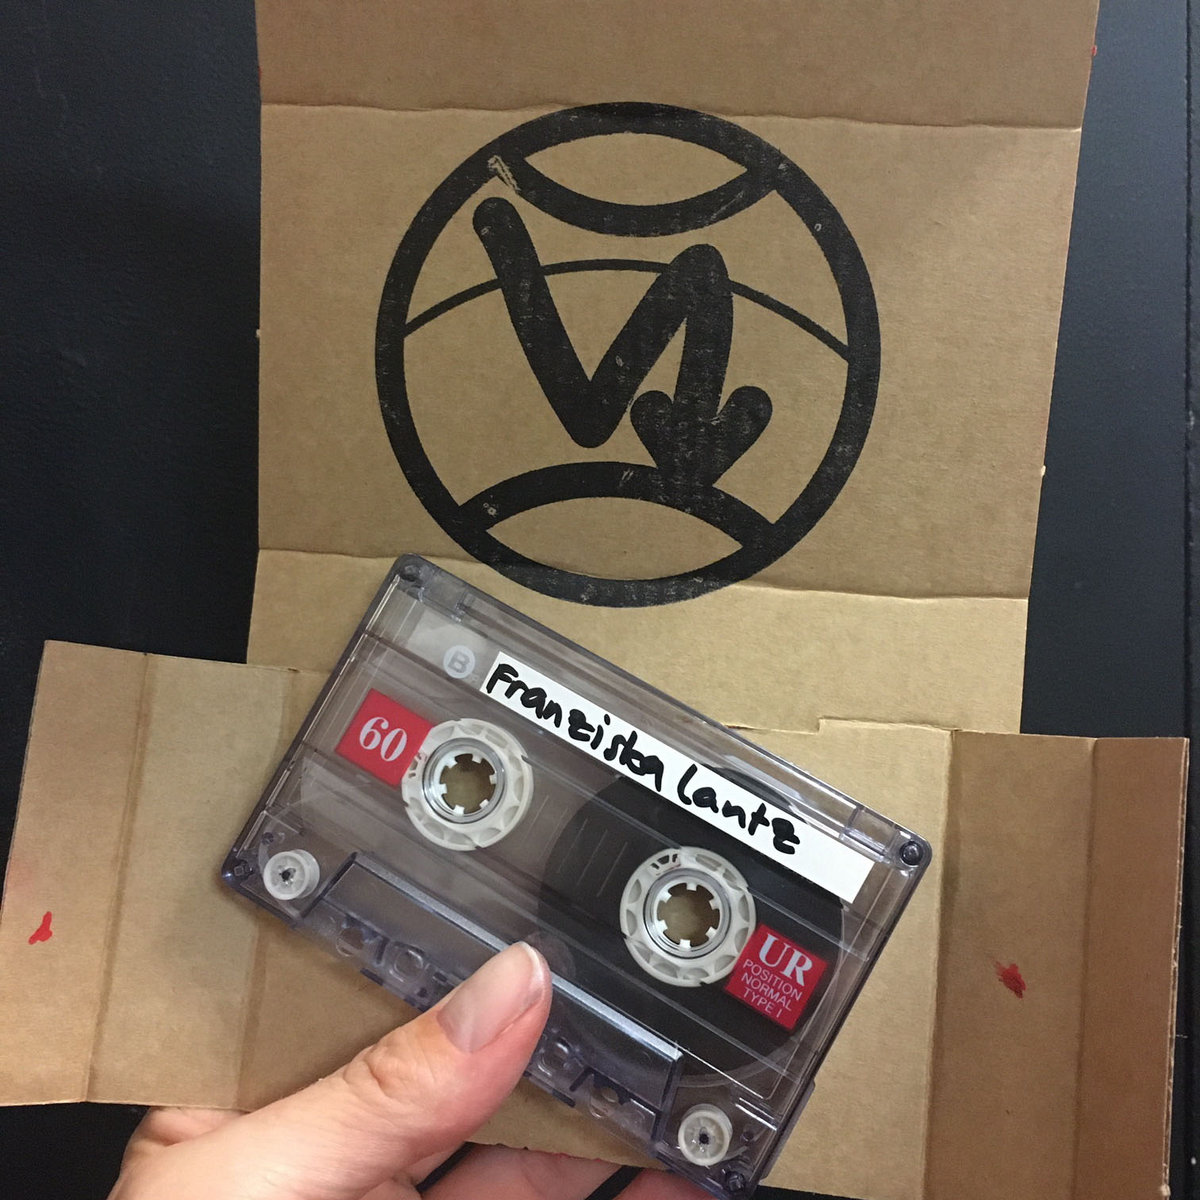 B
Franziska Lantz
60
UR
POSITION
NORMAL
TYPE I